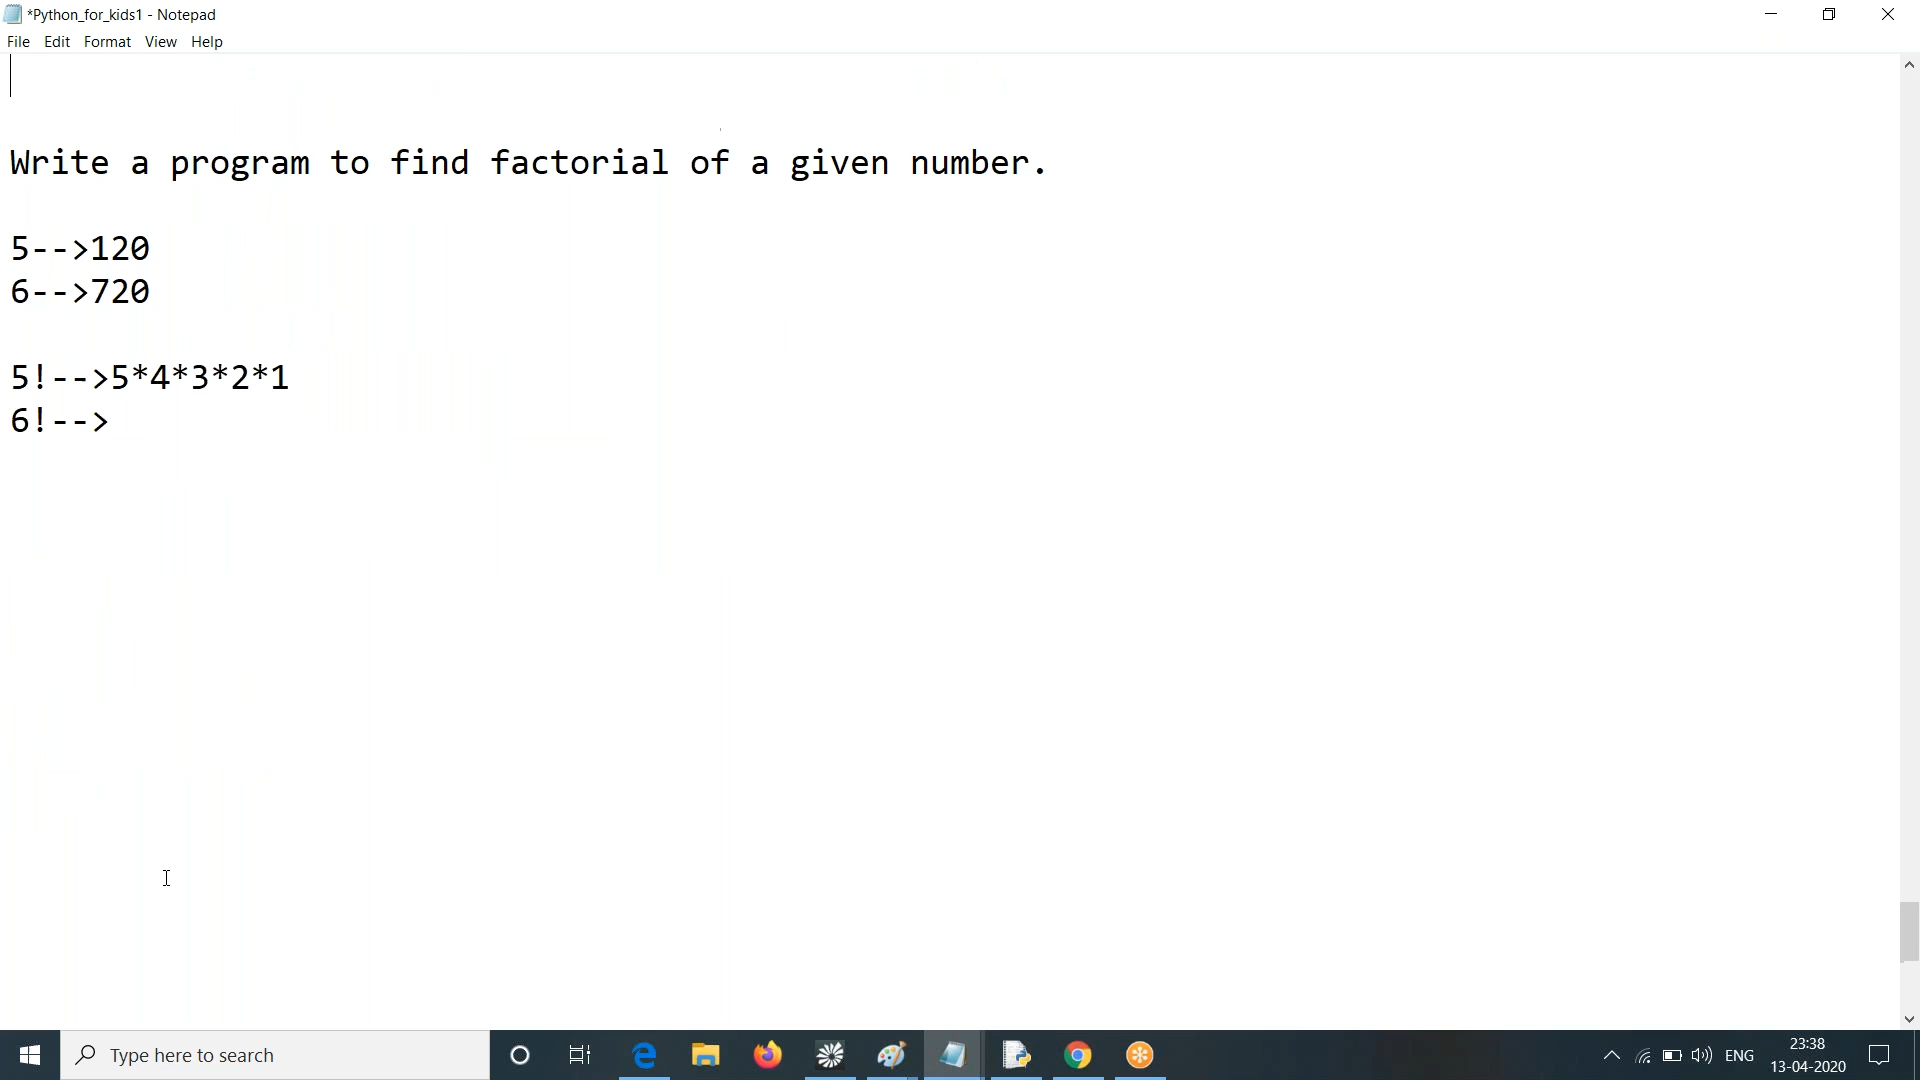 *Python_for_kids1 - Notepad
File Edit Format View Help
Write a program to find factorial of a given number.
5-->120
6-->720
5!-->5*4*3*2*1
6!-->
Type here to search
ENG
23:38
13-04-2020